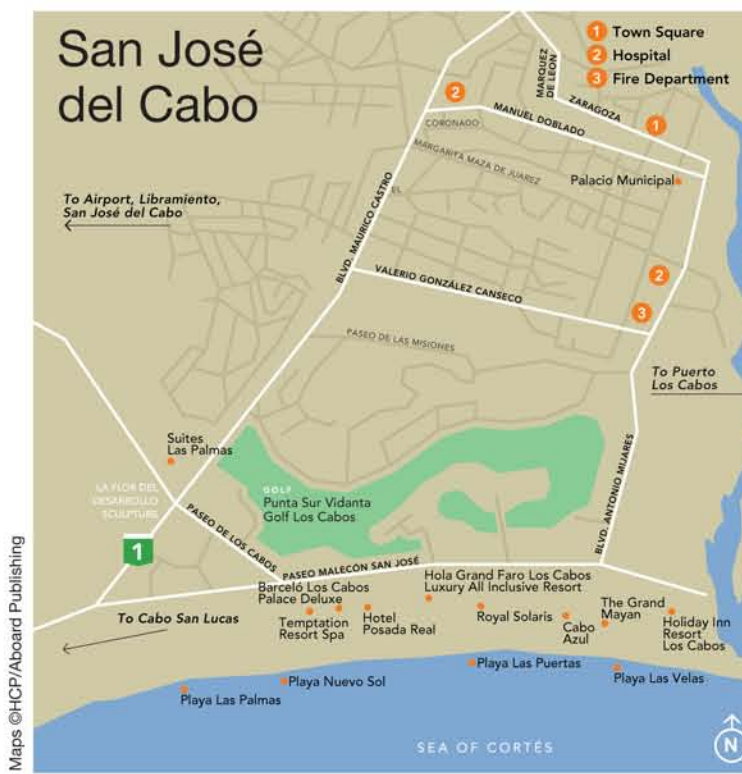 San José
del Cabo
1 Town Square
2 Hospital
3 Fire Department
MARQUEZ
DE LEON
ZARAGOZA
1
2
MANUEL DOBLADO
CORONADO
MARGARITA MAZA DE JUAREZ
Palacio Municipal
To Airport, Libramiento,
San José del Cabo
BLVD. MAURICO CASTRO
EL
VALERIO GONZÁLEZ CANSECO
2
3
PASEO DE LAS MISIONES
To Puerto
Los Cabos
Suites
Las Palmas
LA FLOR DEL
DESARROLLO
SCULPTURE
GOLF
Punta Sur Vidanta
Golf Los Cabos
BLVD. ANTONIO MIJARES
PASEO DE LOS CABOS
1
PASEO MALECÓN SAN JOSÉ
Barceló Los Cabos
Palace Deluxe
Temptation
Resort Spa
Hotel
Posada Real
Hola Grand Faro Los Cabos
Luxury All Inclusive Resort
Royal Solaris
Cabo
Azul
The Grand
Mayan
Holiday Inn
Resort
Los Cabos
To Cabo San Lucas
Playa Las Palmas
Playa Nuevo Sol
Playa Las Puertas
Playa Las Velas
SEA OF CORTÉS
N
Maps ©HCP/Aboard Publishing